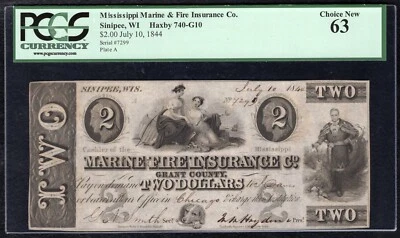 PCGS
CURRENCY
www.pcgscurrency.com
Mississippi Marine & Fire Insurance Co.
Sinipee, WI Haxby 740-G10
$2.00 July 10, 1844
Serial #7299
Plate A
Choice New
63
SINIPEE, WIS. July 10 1844
TWO
2
2
TWO
Cashier of the
Mississippi
MARINE & FIRE INSURANCE Co.
GRANT COUNTY,
TWO DOLLARS
Chicago
TWO